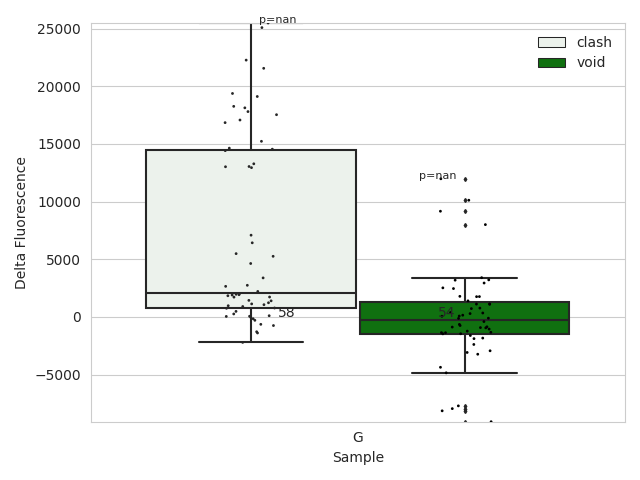 p=nan
clash
void
p=nan
58
54
25000
20000
15000
10000
5000
0
−5000
Delta Fluorescence
G
Sample